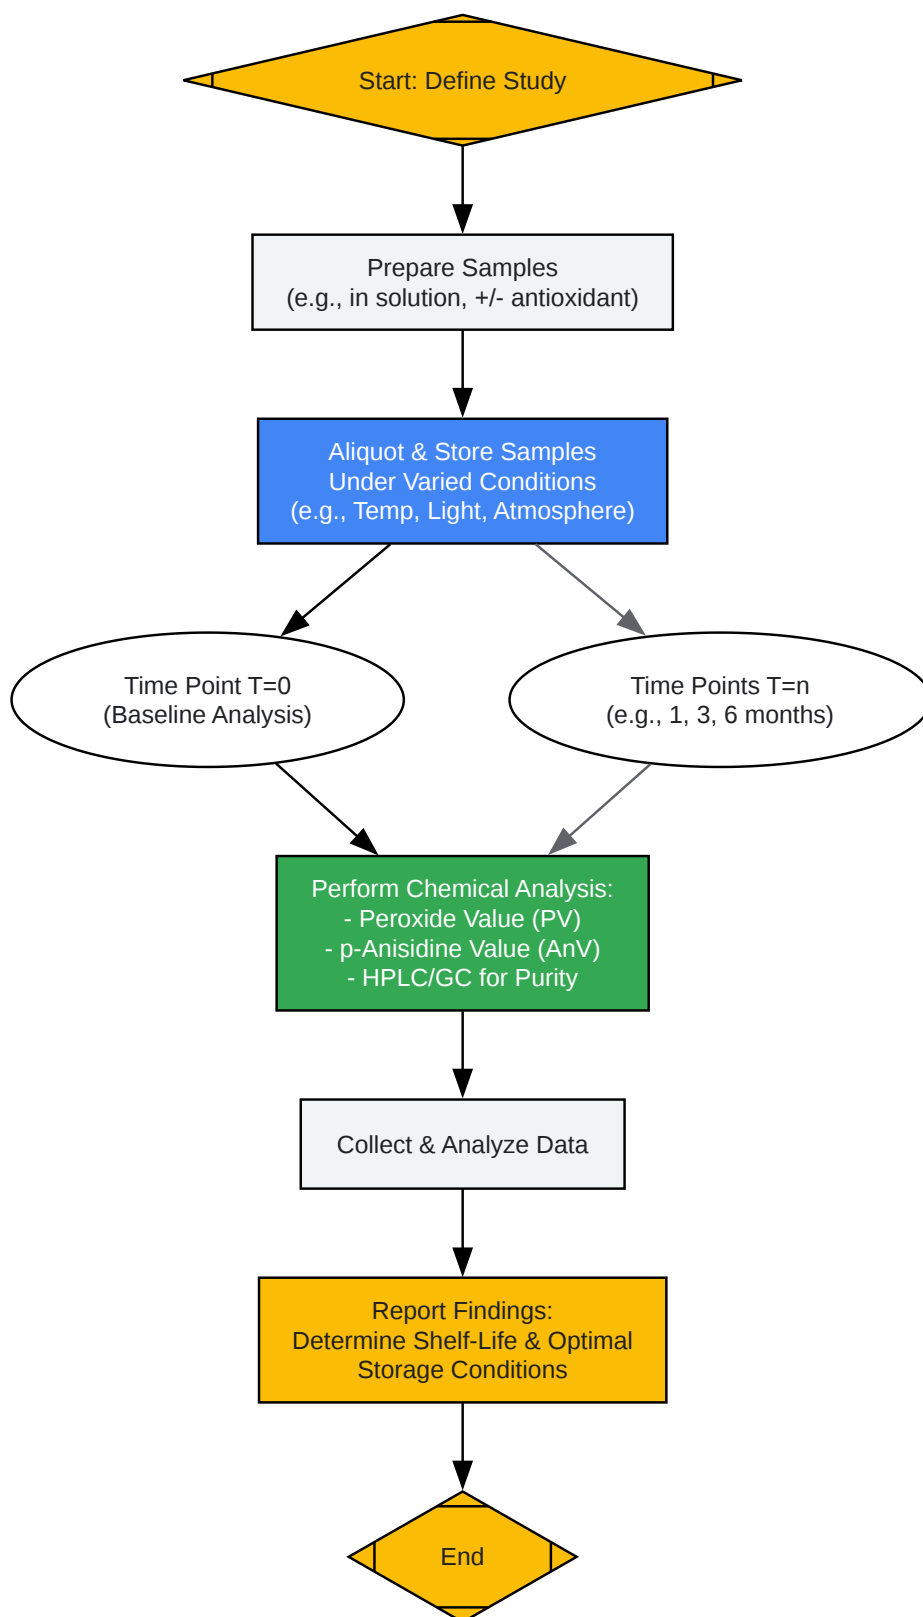 Start: Define Study
Prepare Samples
(e.g., in solution, +/- antioxidant)
Aliquot & Store Samples
Under Varied Conditions
(e.g., Temp, Light, Atmosphere)
Time Point T=0
(Baseline Analysis)
Time Points T=n
(e.g., 1, 3, 6 months)
Perform Chemical Analysis:
- Peroxide Value (PV)
- p-Anisidine Value (AnV)
- HPLC/GC for Purity
Collect & Analyze Data
Report Findings:
Determine Shelf-Life & Optimal
Storage Conditions
End